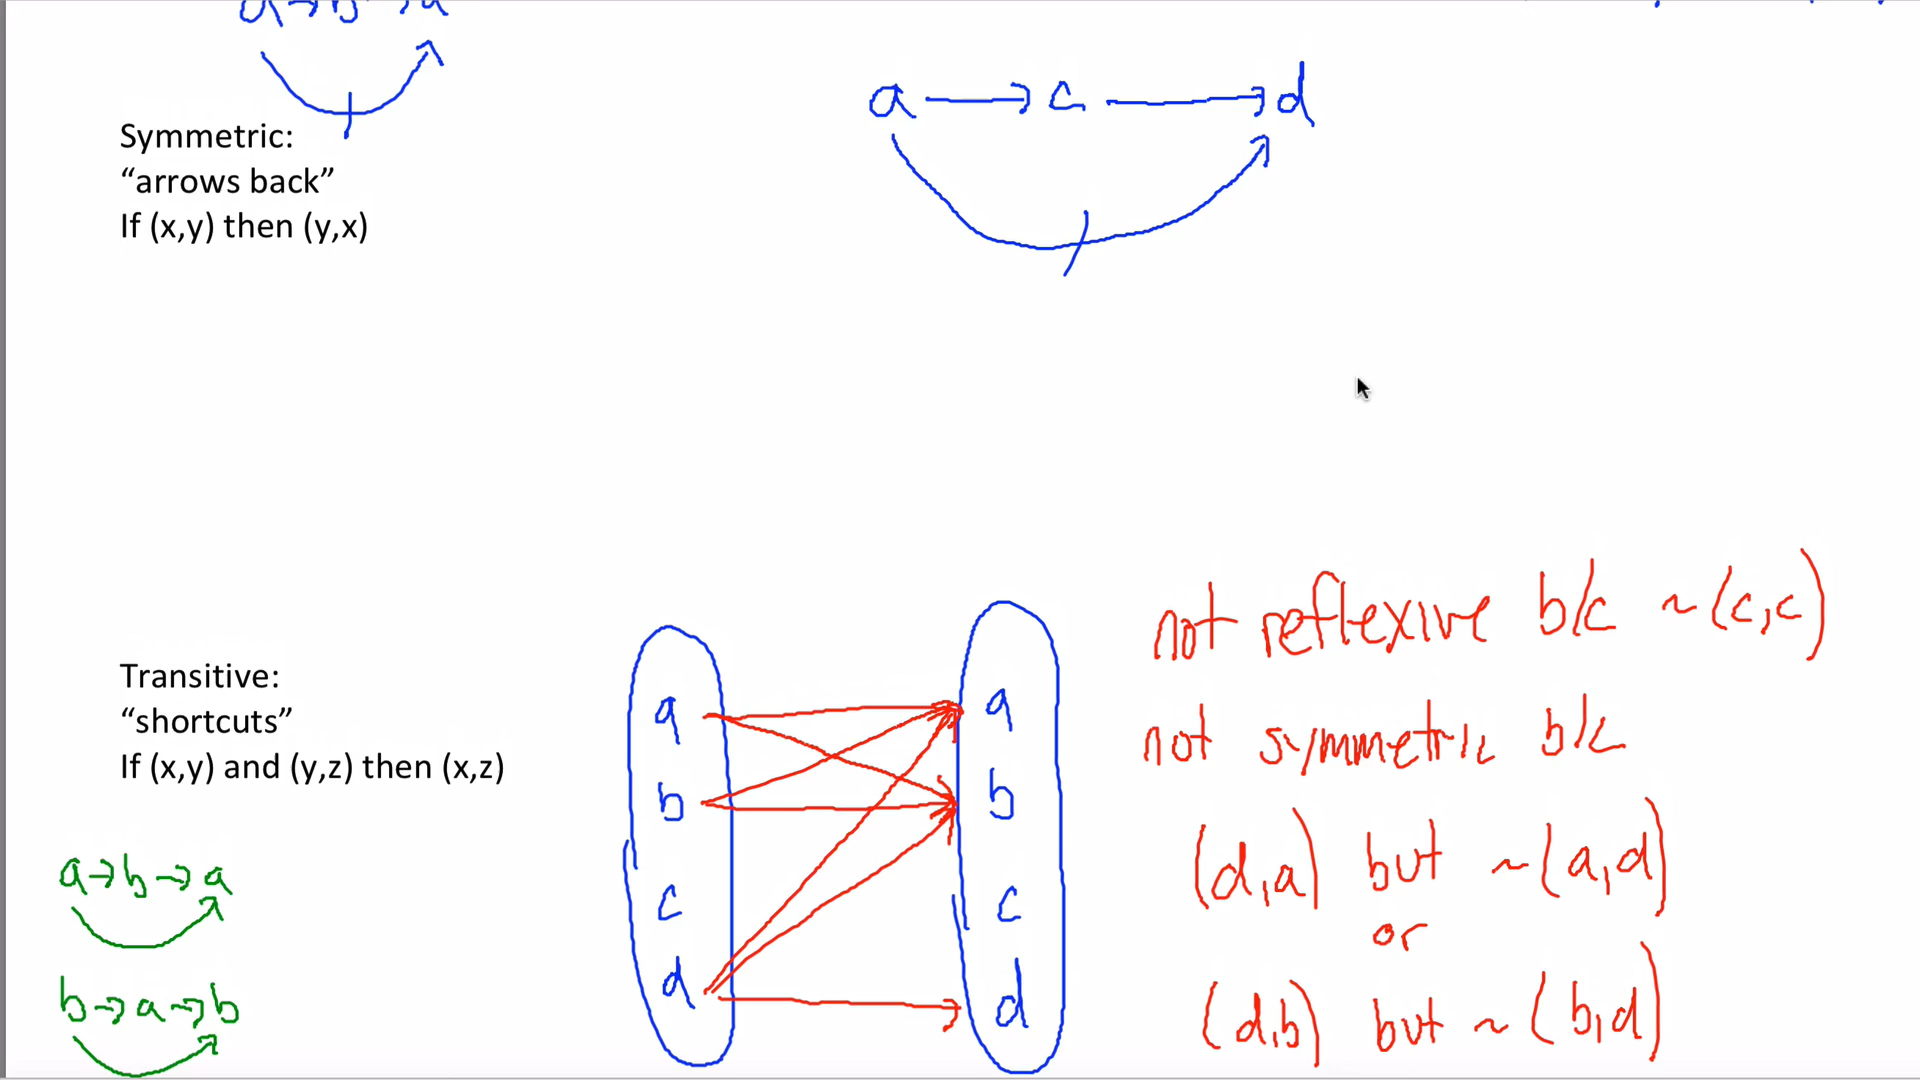 a→b→a
a → c → d
Symmetric:
“arrows back”
If (x,y) then (y,x)
Transitive:
“shortcuts”
If (x,y) and (y,z) then (x,z)
a→b→a
b→a→b
a
b
c
d
a
b
c
d
not reflexive b/c ~(c,c)
not symmetric b/c
(d,a) but ~(a,d)
or
(d,b) but ~(b,d)